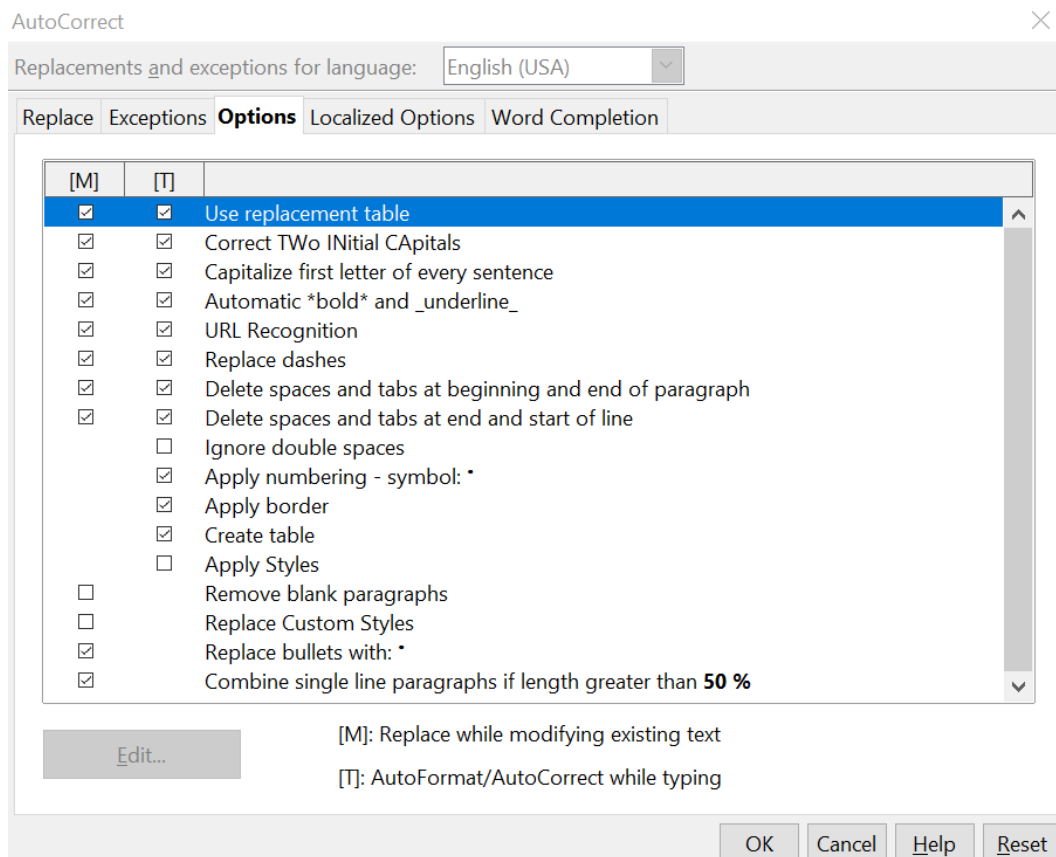 AutoCorrect
Replacements and exceptions for language: English (USA)
Replace Exceptions Options Localized Options Word Completion
[M] [T]
Use replacement table
Correct TWo INitial CApitals
Capitalize first letter of every sentence
Automatic *bold* and _underline_
URL Recognition
Replace dashes
Delete spaces and tabs at beginning and end of paragraph
Delete spaces and tabs at end and start of line
Ignore double spaces
Apply numbering - symbol: •
Apply border
Create table
Apply Styles
Remove blank paragraphs
Replace Custom Styles
Replace bullets with: •
Combine single line paragraphs if length greater than 50 %
[M]: Replace while modifying existing text
Edit...
[T]: AutoFormat/AutoCorrect while typing
OK Cancel Help Reset